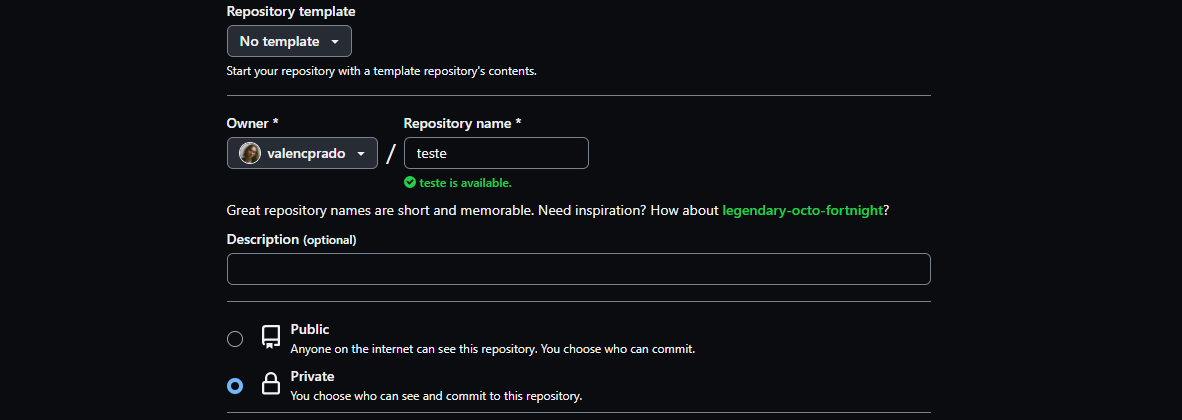 Repository template
No template
Start your repository with a template repository's contents.
Owner * Repository name *
valencprado / teste
teste is available.
Great repository names are short and memorable. Need inspiration? How about legendary-octo-fortnight?
Description (optional)
Public
Anyone on the internet can see this repository. You choose who can commit.
Private
You choose who can see and commit to this repository.